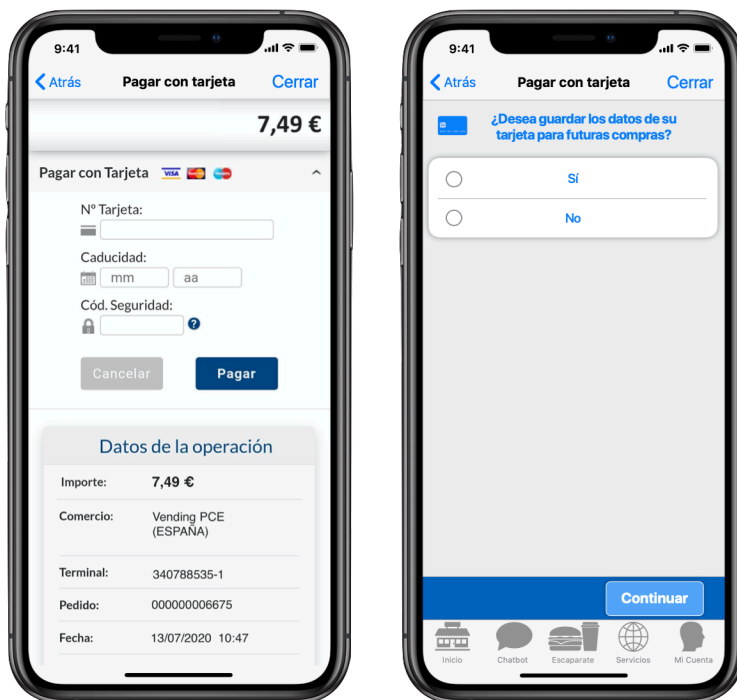 9:41
Atrás Pagar con tarjeta Cerrar
7,49 €
Pagar con Tarjeta VISA
Nº Tarjeta:
Caducidad:
mm aa
Cód. Seguridad:
?
Cancelar Pagar
Datos de la operación
Importe: 7,49 €
Comercio: Vending PCE
(ESPAÑA)
Terminal: 340788535-1
Pedido: 000000006675
Fecha: 13/07/2020 10:47
9:41
Atrás Pagar con tarjeta Cerrar
¿Desea guardar los datos de su
tarjeta para futuras compras?
Sí
No
Continuar
Inicio Chatbot Escaparate Servicios Mi Cuenta